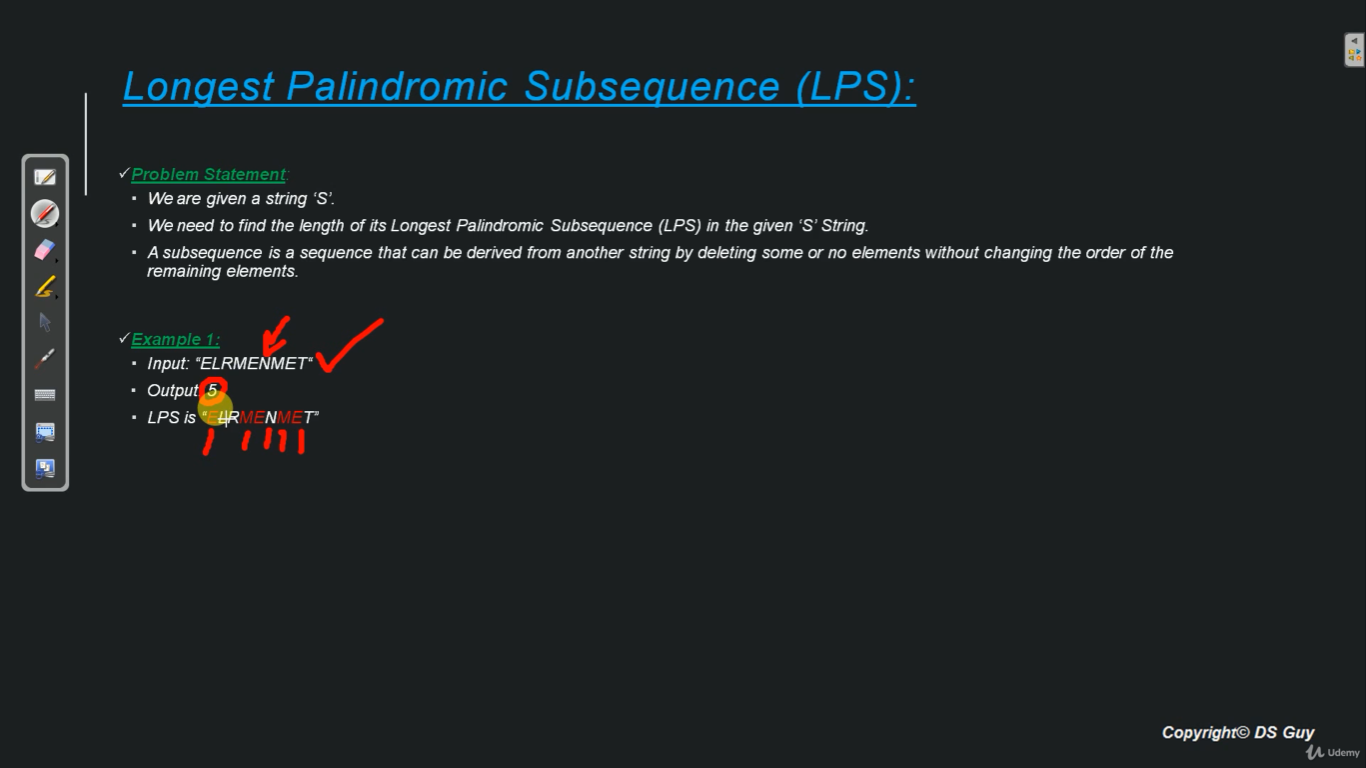 Longest Palindromic Subsequence (LPS):
✓Problem Statement:
▪ We are given a string ‘S’.
▪ We need to find the length of its Longest Palindromic Subsequence (LPS) in the given ‘S’ String.
▪ A subsequence is a sequence that can be derived from another string by deleting some or no elements without changing the order of the
remaining elements.
✓Example 1:
▪ Input: “ELRMENMET“
▪ Output 5
▪ LPS is “ELRMENMET”
Copyright© DS Guy
Udemy